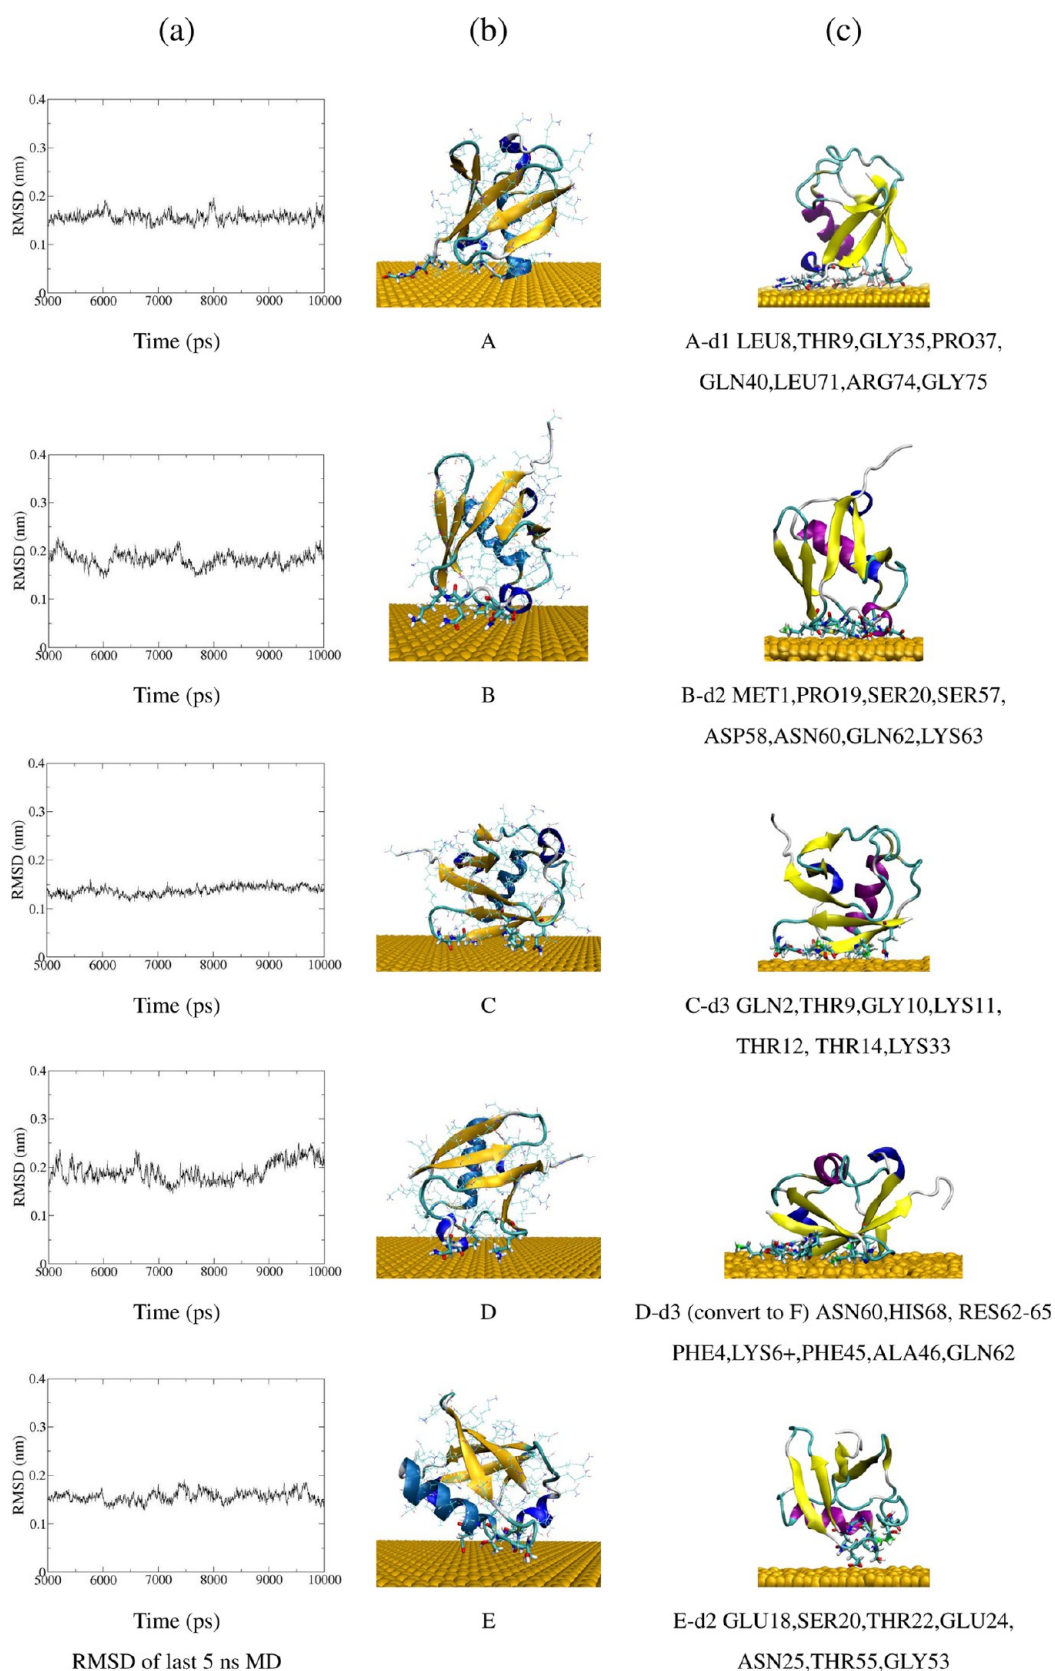 (a) (b) (c)
0.4
0.3
0.2
0.1
0
RMSD (nm)
5000 6000 7000 8000 9000 10000
Time (ps)
A
A-d1 LEU8,THR9,GLY35,PRO37,
GLN40,LEU71,ARG74,GLY75
0.4
0.3
0.2
0.1
0
RMSD (nm)
5000 6000 7000 8000 9000 10000
Time (ps)
B
B-d2 MET1,PRO19,SER20,SER57,
ASP58,ASN60,GLN62,LYS63
0.4
0.3
0.2
0.1
0
RMSD (nm)
5000 6000 7000 8000 9000 10000
Time (ps)
C
C-d3 GLN2,THR9,GLY10,LYS11,
THR12, THR14,LYS33
0.4
0.3
0.2
0.1
0
RMSD (nm)
5000 6000 7000 8000 9000 10000
Time (ps)
D
D-d3 (convert to F) ASN60,HIS68, RES62-65
PHE4,LYS6+,PHE45,ALA46,GLN62
0.4
0.3
0.2
0.1
0
RMSD (nm)
5000 6000 7000 8000 9000 10000
Time (ps)
E
E-d2 GLU18,SER20,THR22,GLU24,
RMSD of last 5 ns MD
ASN25,THR55,GLY53